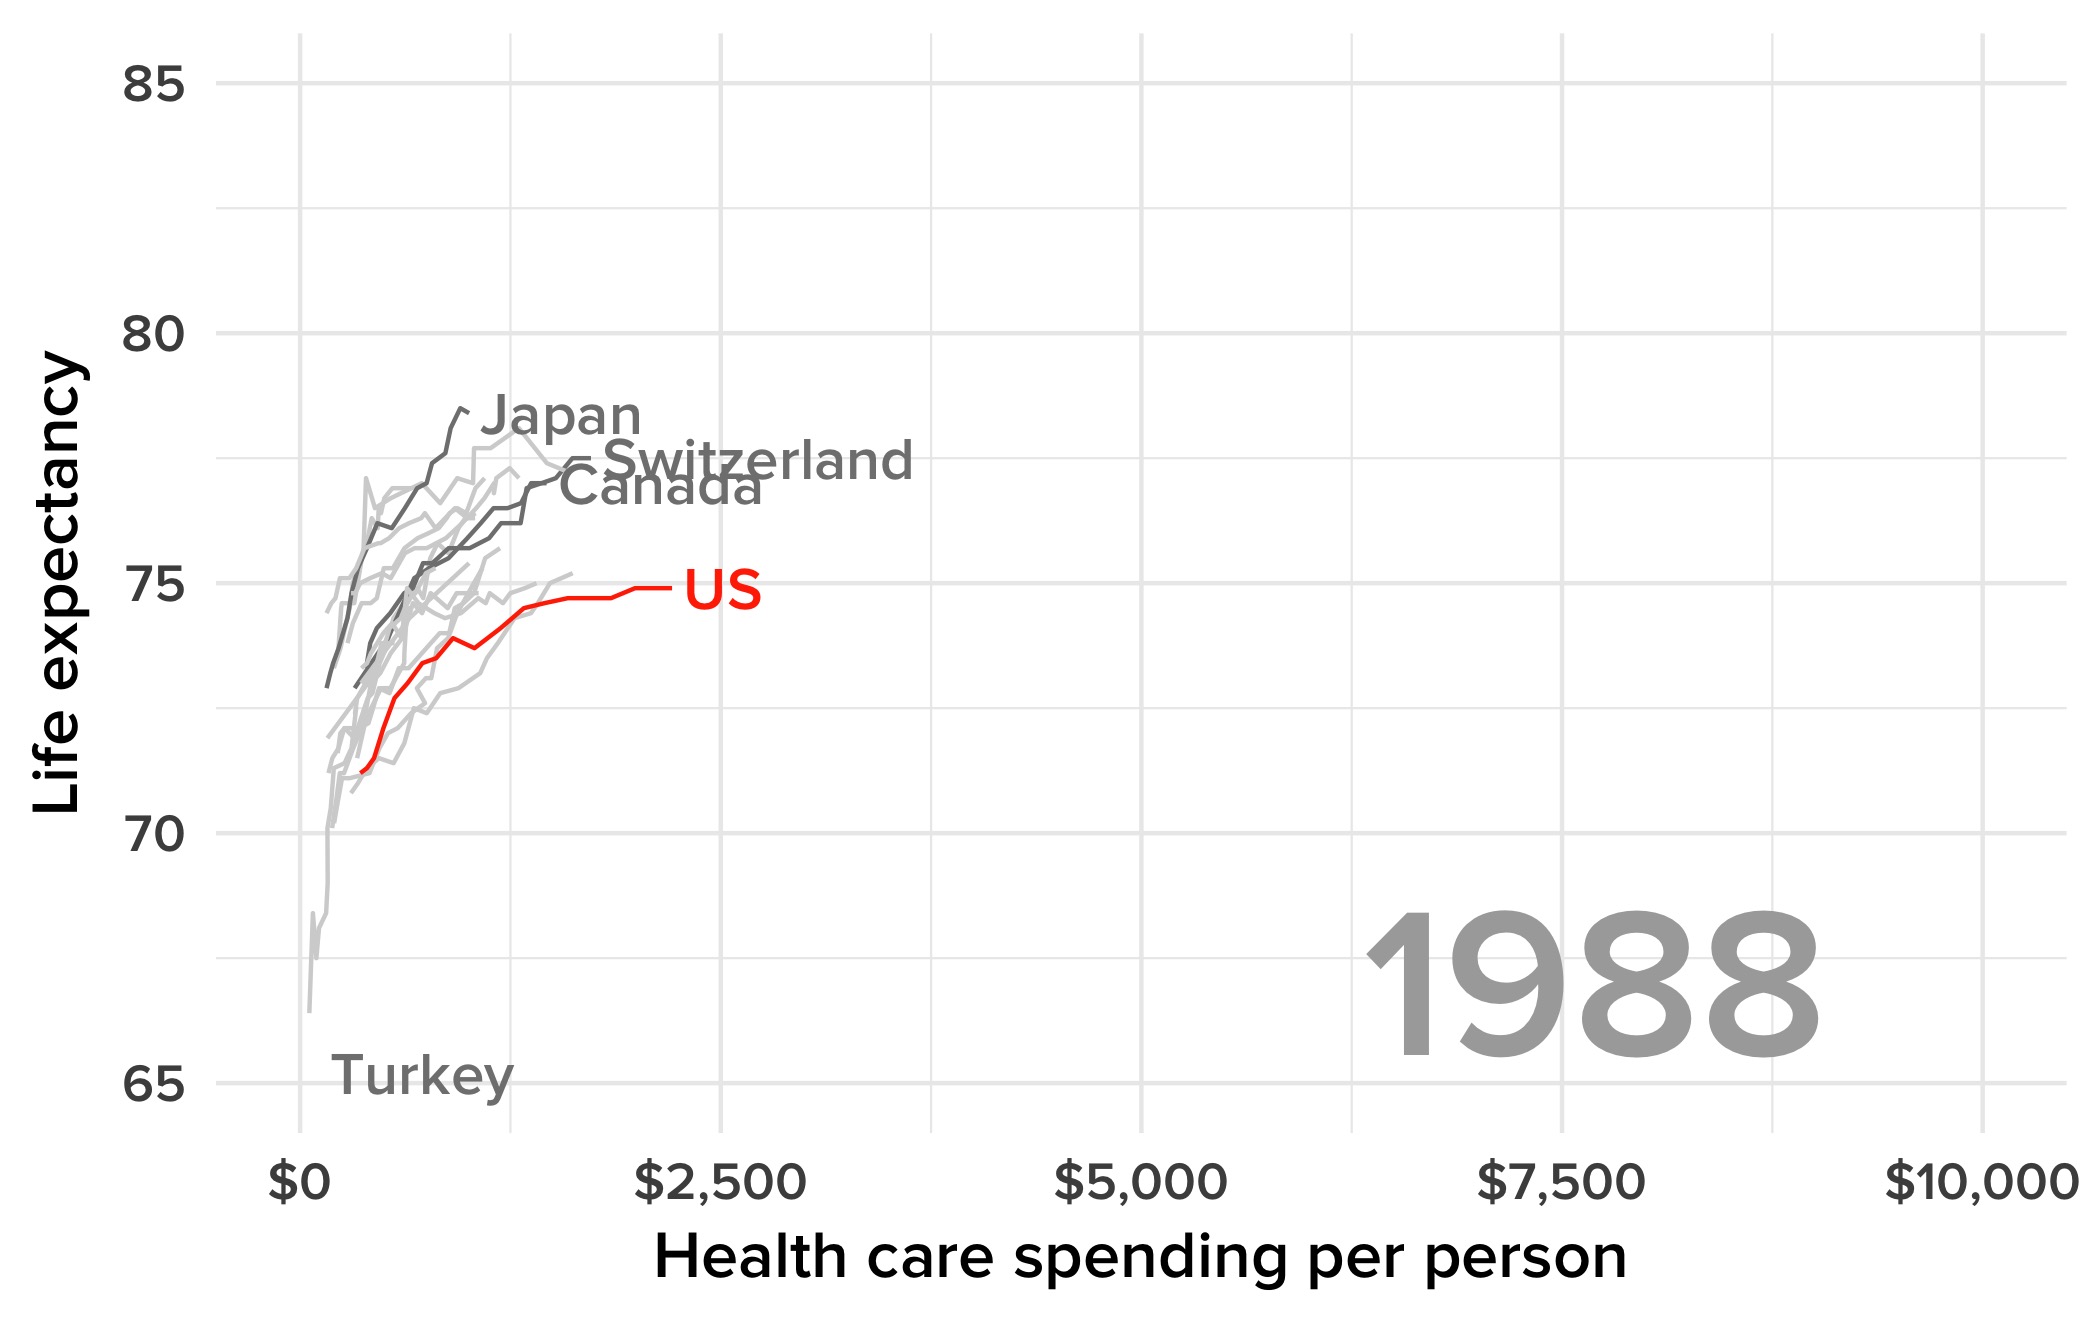 85
80
75
70
65
Life expectancy
Japan
Switzerland
Canada
US
Turkey
1988
$0
$2,500
$5,000
$7,500
$10,000
Health care spending per person